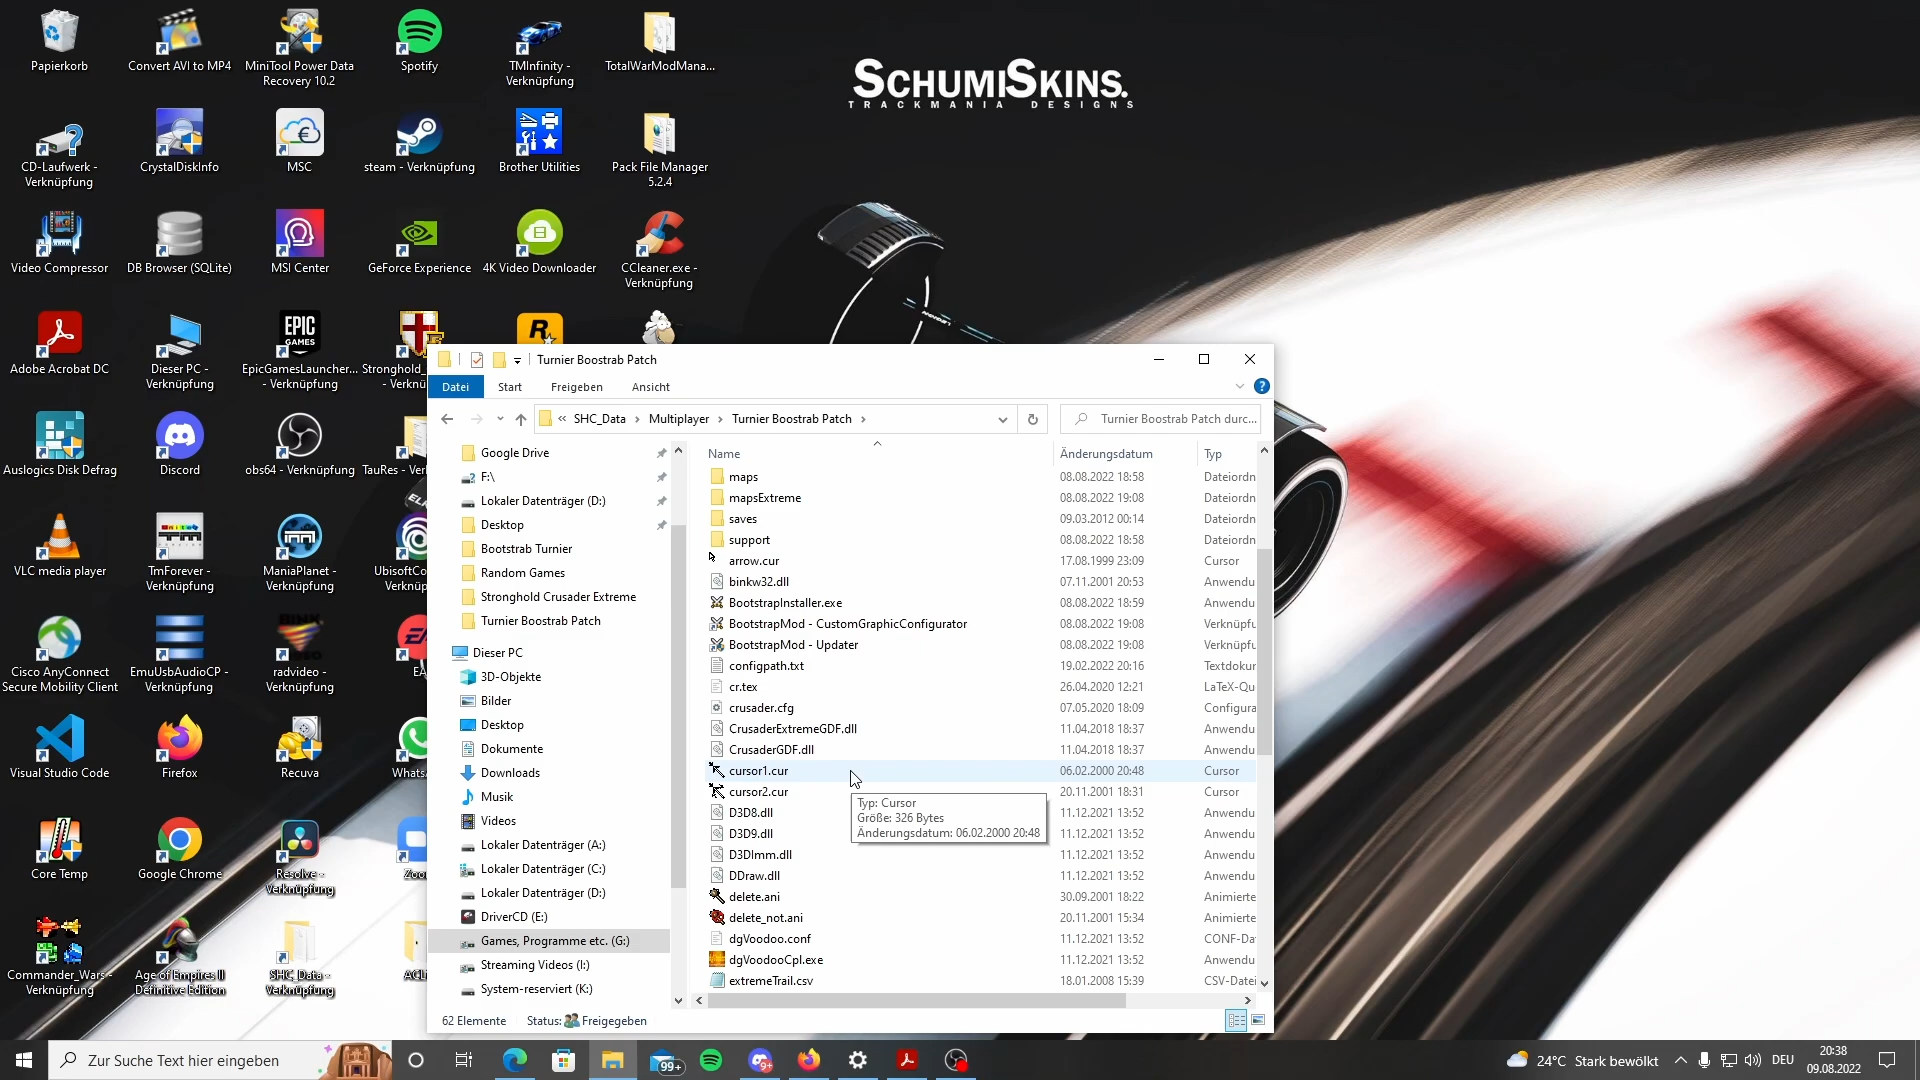 Papierkorb
Convert AVI to MP4
MiniTool Power Data
Recovery 10.2
Spotify
TMInfinity -
Verknüpfung
TotalWarModMana...
SCHUMISKINS.
TRACKMANIA DESIGNS
CD-Laufwerk -
Verknüpfung
CrystalDiskInfo
MSC
steam - Verknüpfung
Brother Utilities
Pack File Manager
5.2.4
Video Compressor
DB Browser (SQLite)
MSI Center
GeForce Experience
4K Video Downloader
CCleaner.exe -
Verknüpfung
Adobe Acrobat DC
Dieser PC -
Verknüpfung
EPIC
GAMES
EpicGamesLauncher...
- Verknüpfung
Stronghold_
- Verknü
Auslogics Disk Defrag
Discord
obs64 - Verknüpfung
TauRes - Ver
VLC media player
TmForever -
Verknüpfung
ManiaPlanet -
Verknüpfung
UbisoftCo
Verknüp
Cisco AnyConnect
Secure Mobility Client
EmuUsbAudioCP -
Verknüpfung
radvideo -
Verknüpfung
EA
Visual Studio Code
Firefox
Recuva
WhatsA
Core Temp
Google Chrome
Resolve -
Verknüpfung
Zoo
Commander_Wars -
Verknüpfung
Age of Empires II
Definitive Edition
SHC_Data -
Verknüpfung
ACL
Turnier Boostrab Patch
Datei
Start
Freigeben
Ansicht
« SHC_Data › Multiplayer › Turnier Boostrab Patch ›
Turnier Boostrab Patch durc...
Google Drive
F:\
Lokaler Datenträger (D:)
Desktop
Bootstrab Turnier
Random Games
Stronghold Crusader Extreme
Turnier Boostrab Patch
Dieser PC
3D-Objekte
Bilder
Desktop
Dokumente
Downloads
Musik
Videos
Lokaler Datenträger (A:)
Lokaler Datenträger (C:)
Lokaler Datenträger (D:)
DriverCD (E:)
Games, Programme etc. (G:)
Streaming Videos (I:)
System-reserviert (K:)
Name Änderungsdatum Typ
maps 08.08.2022 18:58 Dateiordn
mapsExtreme 08.08.2022 19:08 Dateiordn
saves 09.03.2012 00:14 Dateiordn
support 08.08.2022 18:58 Dateiordn
arrow.cur 17.08.1999 23:09 Cursor
binkw32.dll 07.11.2001 20:53 Anwendu
BootstrapInstaller.exe 08.08.2022 18:59 Anwendu
BootstrapMod - CustomGraphicConfigurator 08.08.2022 19:08 Verknüpfu
BootstrapMod - Updater 08.08.2022 19:08 Verknüpfu
configpath.txt 19.02.2022 20:16 Textdokur
cr.tex 26.04.2020 12:21 LaTeX-Qu
crusader.cfg 07.05.2020 18:09 Configura
CrusaderExtremeGDF.dll 11.04.2018 18:37 Anwendu
CrusaderGDF.dll 11.04.2018 18:37 Anwendu
cursor1.cur 06.02.2000 20:48 Cursor
cursor2.cur 20.11.2001 18:31 Cursor
D3D8.dll 11.12.2021 13:52 Anwendu
D3D9.dll 11.12.2021 13:52 Anwendu
D3DImm.dll 11.12.2021 13:52 Anwendu
DDraw.dll 11.12.2021 13:52 Anwendu
delete.ani 30.09.2001 18:22 Animierte
delete_not.ani 20.11.2001 15:34 Animierte
dgVoodoo.conf 11.12.2021 13:52 CONF-Da
dgVoodooCpl.exe 11.12.2021 13:52 Anwendu
extremeTrail.csv 18.01.2008 15:39 CSV-Datei
Typ: Cursor
Größe: 326 Bytes
Änderungsdatum: 06.02.2000 20:48
62 Elemente Status: Freigegeben
Zur Suche Text hier eingeben
99+
9+
24°C Stark bewölkt
DEU
20:38
09.08.2022